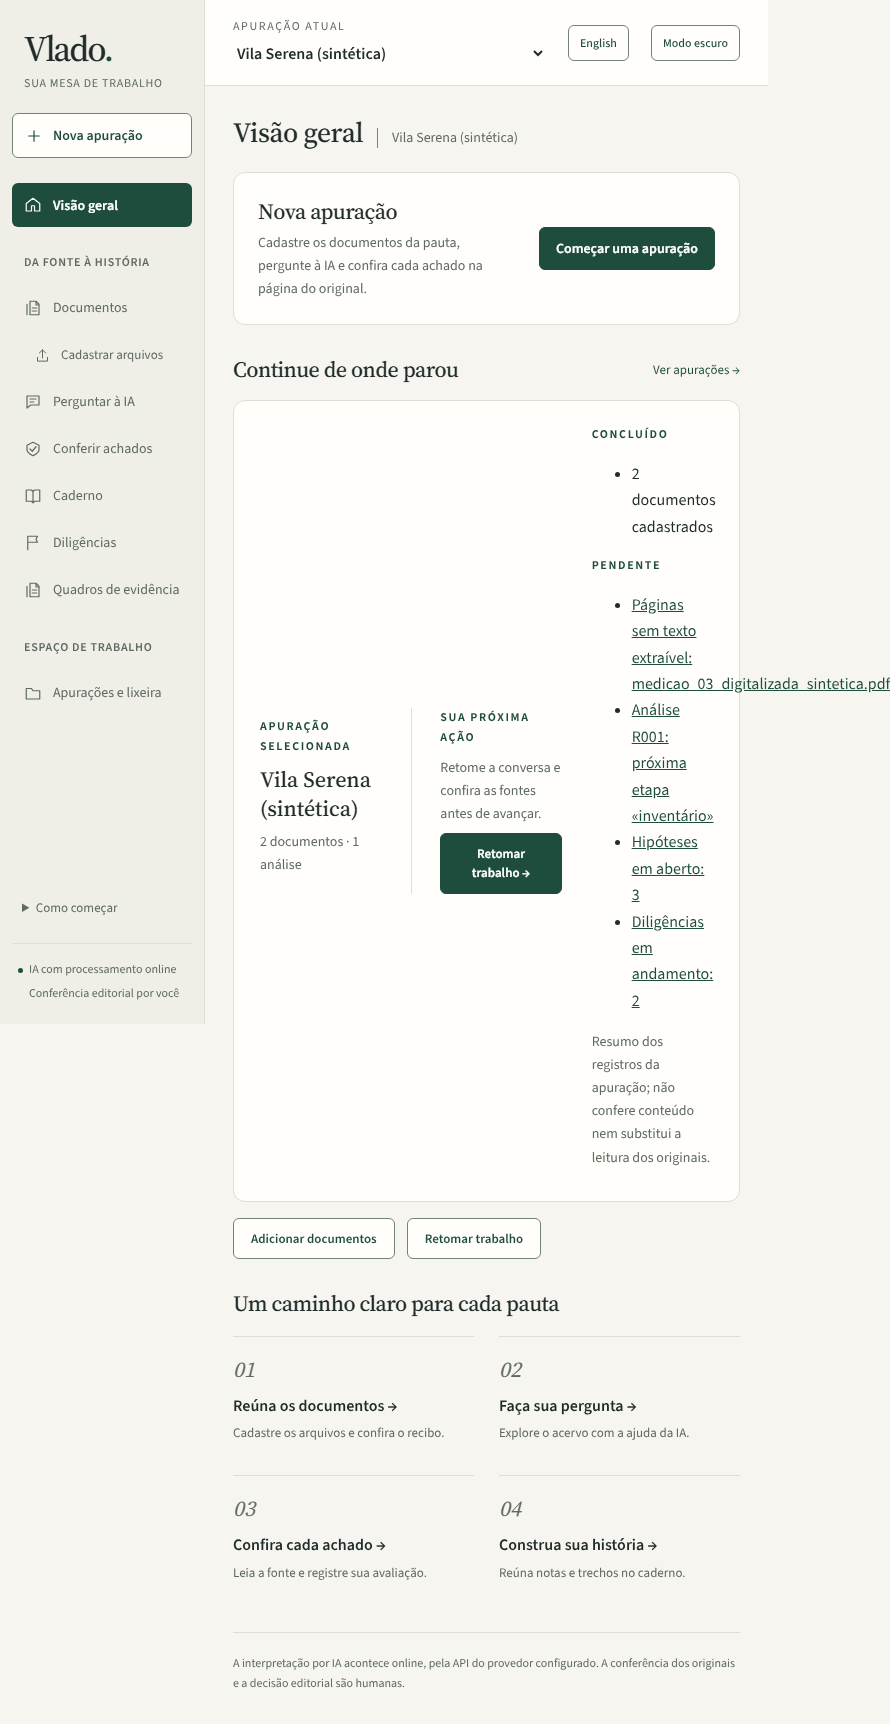 Vlado.
SUA MESA DE TRABALHO
Nova apuração
Visão geral
DA FONTE À HISTÓRIA
Documentos
Cadastrar arquivos
Perguntar à IA
Conferir achados
Caderno
Diligências
Quadros de evidência
ESPAÇO DE TRABALHO
Apurações e lixeira
Como começar
IA com processamento online
Conferência editorial por você
APURAÇÃO ATUAL
Vila Serena (sintética)
English
Modo escuro
Visão geral
Vila Serena (sintética)
Nova apuração
Cadastre os documentos da pauta,
pergunte à IA e confira cada achado na
página do original.
Começar uma apuração
Continue de onde parou
Ver apurações →
APURAÇÃO
SELECIONADA
Vila Serena
(sintética)
2 documentos · 1
análise
SUA PRÓXIMA
AÇÃO
Retome a conversa e
confira as fontes
antes de avançar.
Retomar
trabalho →
CONCLUÍDO
2
documentos
cadastrados
PENDENTE
Páginas
sem texto
extraível:
medicao_03_digitalizada_sintetica.pdf
Análise
R001:
próxima
etapa
«inventário»
Hipóteses
em aberto:
3
Diligências
em
andamento:
2
Resumo dos
registros da
apuração; não
confere conteúdo
nem substitui a
leitura dos originais.
Adicionar documentos
Retomar trabalho
Um caminho claro para cada pauta
01
Reúna os documentos →
Cadastre os arquivos e confira o recibo.
02
Faça sua pergunta →
Explore o acervo com a ajuda da IA.
03
Confira cada achado →
Leia a fonte e registre sua avaliação.
04
Construa sua história →
Reúna notas e trechos no caderno.
A interpretação por IA acontece online, pela API do provedor configurado. A conferência dos originais
e a decisão editorial são humanas.